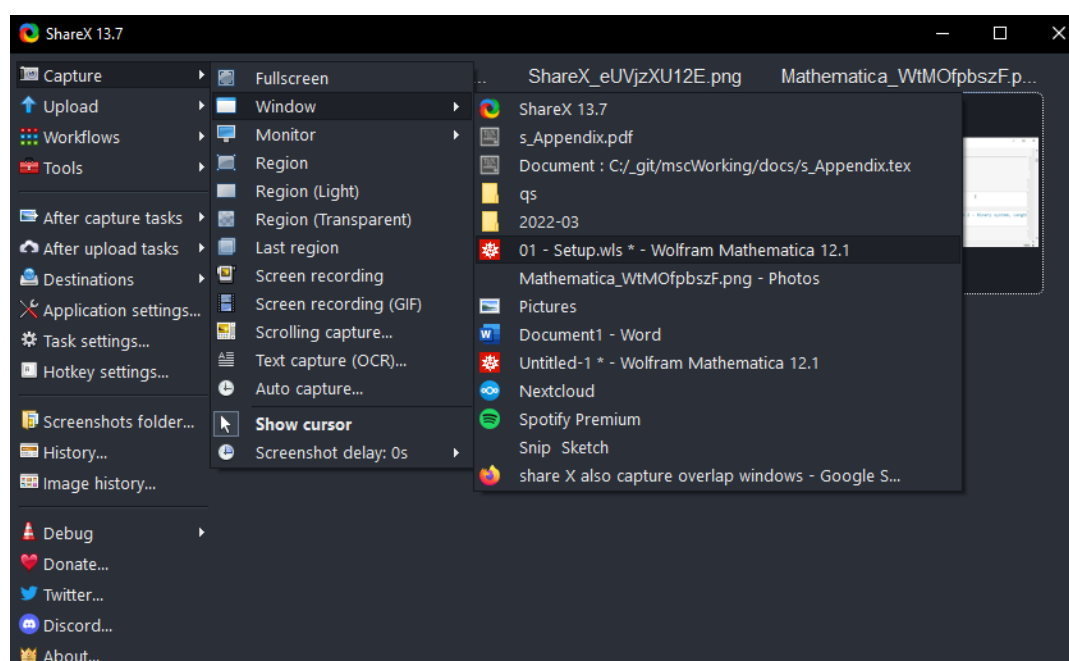 ShareX 13.7
Capture
Upload
Workflows
Tools
After capture tasks
After upload tasks
Destinations
Application settings...
Task settings...
Hotkey settings...
Screenshots folder...
History...
Image history...
Debug
Donate...
Twitter...
Discord...
About...
Fullscreen
Window
Monitor
Region
Region (Light)
Region (Transparent)
Last region
Screen recording
Screen recording (GIF)
Scrolling capture...
Text capture (OCR)...
Auto capture...
Show cursor
Screenshot delay: 0s
... ShareX_eUVjzXU12E.png Mathematica_WtMOfpbszF.p...
ShareX 13.7
s_Appendix.pdf
Document : C:/_git/mscWorking/docs/s_Appendix.tex
qs
2022-03
01 - Setup.wls * - Wolfram Mathematica 12.1
Mathematica_WtMOfpbszF.png - Photos
Pictures
Document1 - Word
Untitled-1 * - Wolfram Mathematica 12.1
Nextcloud
Spotify Premium
Snip Sketch
share X also capture overlap windows - Google S...